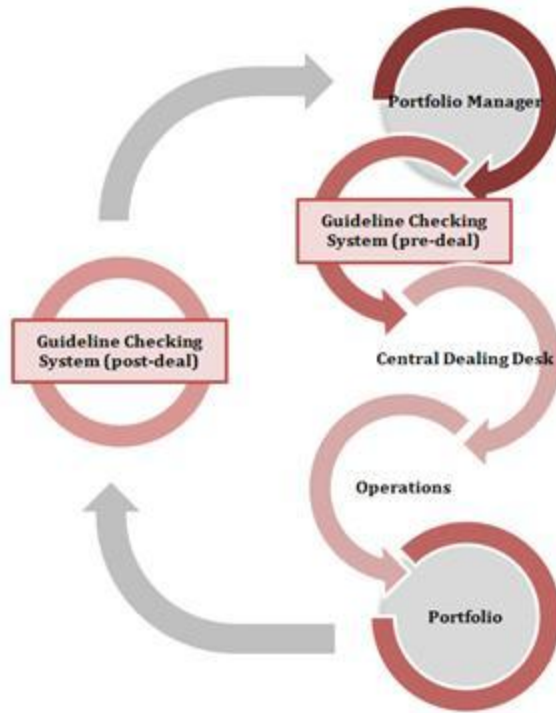 Portfolio Manager
Guideline Checking
System (pre-deal)
Guideline Checking
System (post-deal)
Central Dealing Desk
Operations
Portfolio